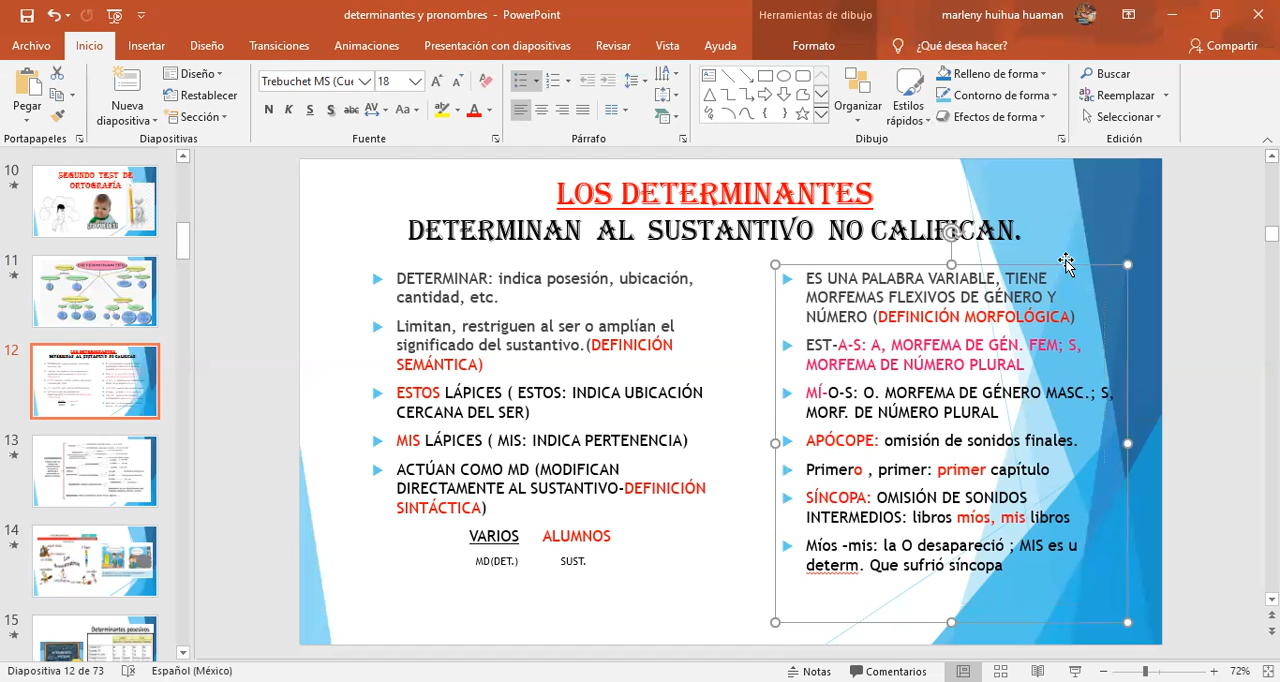 determinantes y pronombres - PowerPoint
Herramientas de dibujo
marleny huihua huaman
Archivo Inicio Insertar Diseño Transiciones Animaciones Presentación con diapositivas Revisar Vista Ayuda Formato ¿Qué desea hacer? Compartir
Pegar
Portapapeles
Nueva diapositiva
Diseño
Restablecer
Sección
Diapositivas
Trebuchet MS (Cue 18
N K S S abc AV Aa A
Fuente
Párrafo
Organizar
Estilos rápidos
Relleno de forma
Contorno de forma
Efectos de forma
Dibujo
Buscar
Reemplazar
Seleccionar
Edición
10
SEGUNDO TEST DE
ORTOGRAFÍA
11
12
13
14
15
Determinantes posesivos
LOS DETERMINANTES
DETERMINAN AL SUSTANTIVO NO CALIFICAN.
DETERMINAR: indica posesión, ubicación,
cantidad, etc.
Limitan, restriguen al ser o amplían el
significado del sustantivo.(DEFINICIÓN
SEMÁNTICA)
ESTOS LÁPICES ( ESTOS: INDICA UBICACIÓN
CERCANA DEL SER)
MIS LÁPICES ( MIS: INDICA PERTENENCIA)
ACTÚAN COMO MD (MODIFICAN
DIRECTAMENTE AL SUSTANTIVO-DEFINICIÓN
SINTÁCTICA)
VARIOS ALUMNOS
MD(DET.) SUST.
ES UNA PALABRA VARIABLE, TIENE
MORFEMAS FLEXIVOS DE GÉNERO Y
NÚMERO (DEFINICIÓN MORFOLÓGICA)
EST-A-S: A, MORFEMA DE GÉN. FEM; S,
MORFEMA DE NÚMERO PLURAL
MÍ-O-S: O. MORFEMA DE GÉNERO MASC.; S,
MORF. DE NÚMERO PLURAL
APÓCOPE: omisión de sonidos finales.
Primero , primer: primer capítulo
SÍNCOPA: OMISIÓN DE SONIDOS
INTERMEDIOS: libros míos, mis libros
Míos –mis: la O desapareció ; MIS es u
determ. Que sufrió síncopa
Diapositiva 12 de 73 Español (México) Notas Comentarios 72%